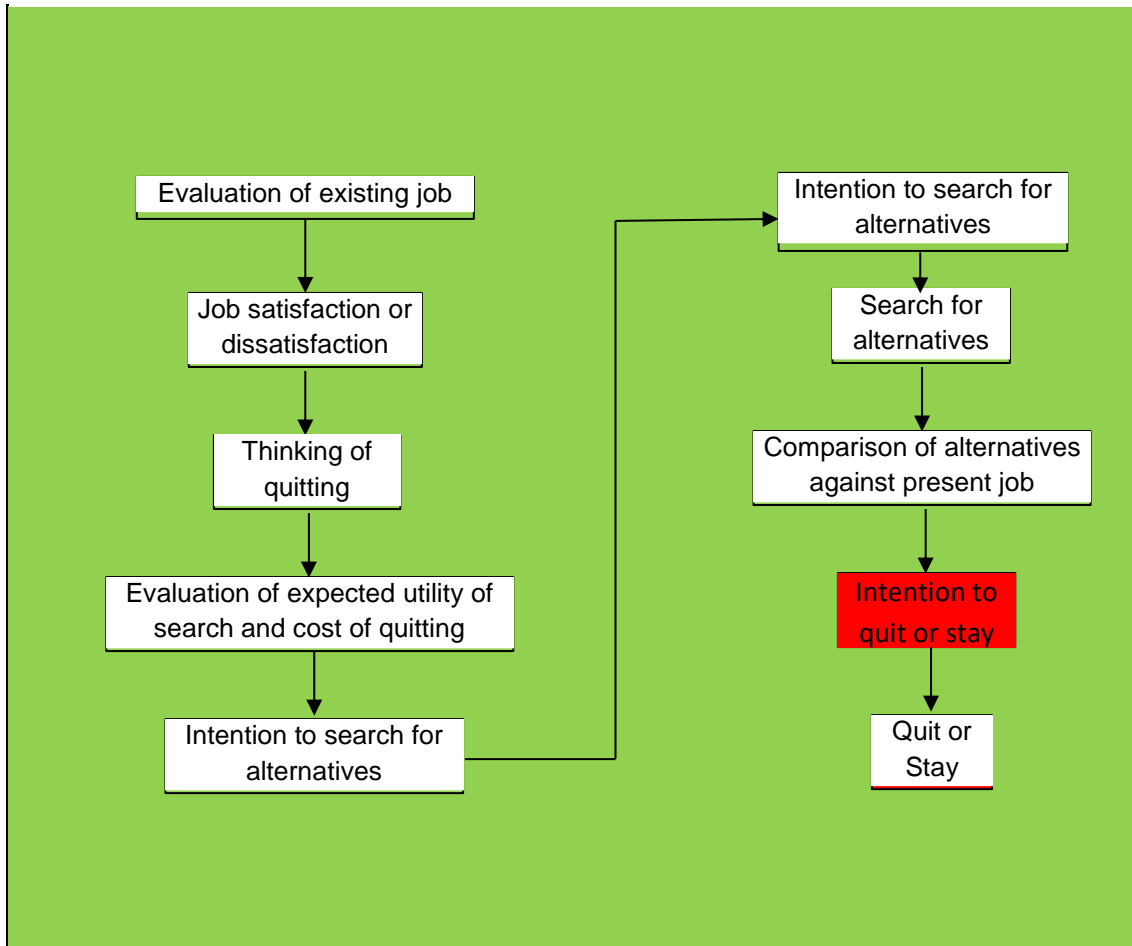 Evaluation of existing job
Job satisfaction or
dissatisfaction
Thinking of
quitting
Evaluation of expected utility of
search and cost of quitting
Intention to search for
alternatives
Intention to search for
alternatives
Search for
alternatives
Comparison of alternatives
against present job
Intention to
quit or stay
Quit or
Stay